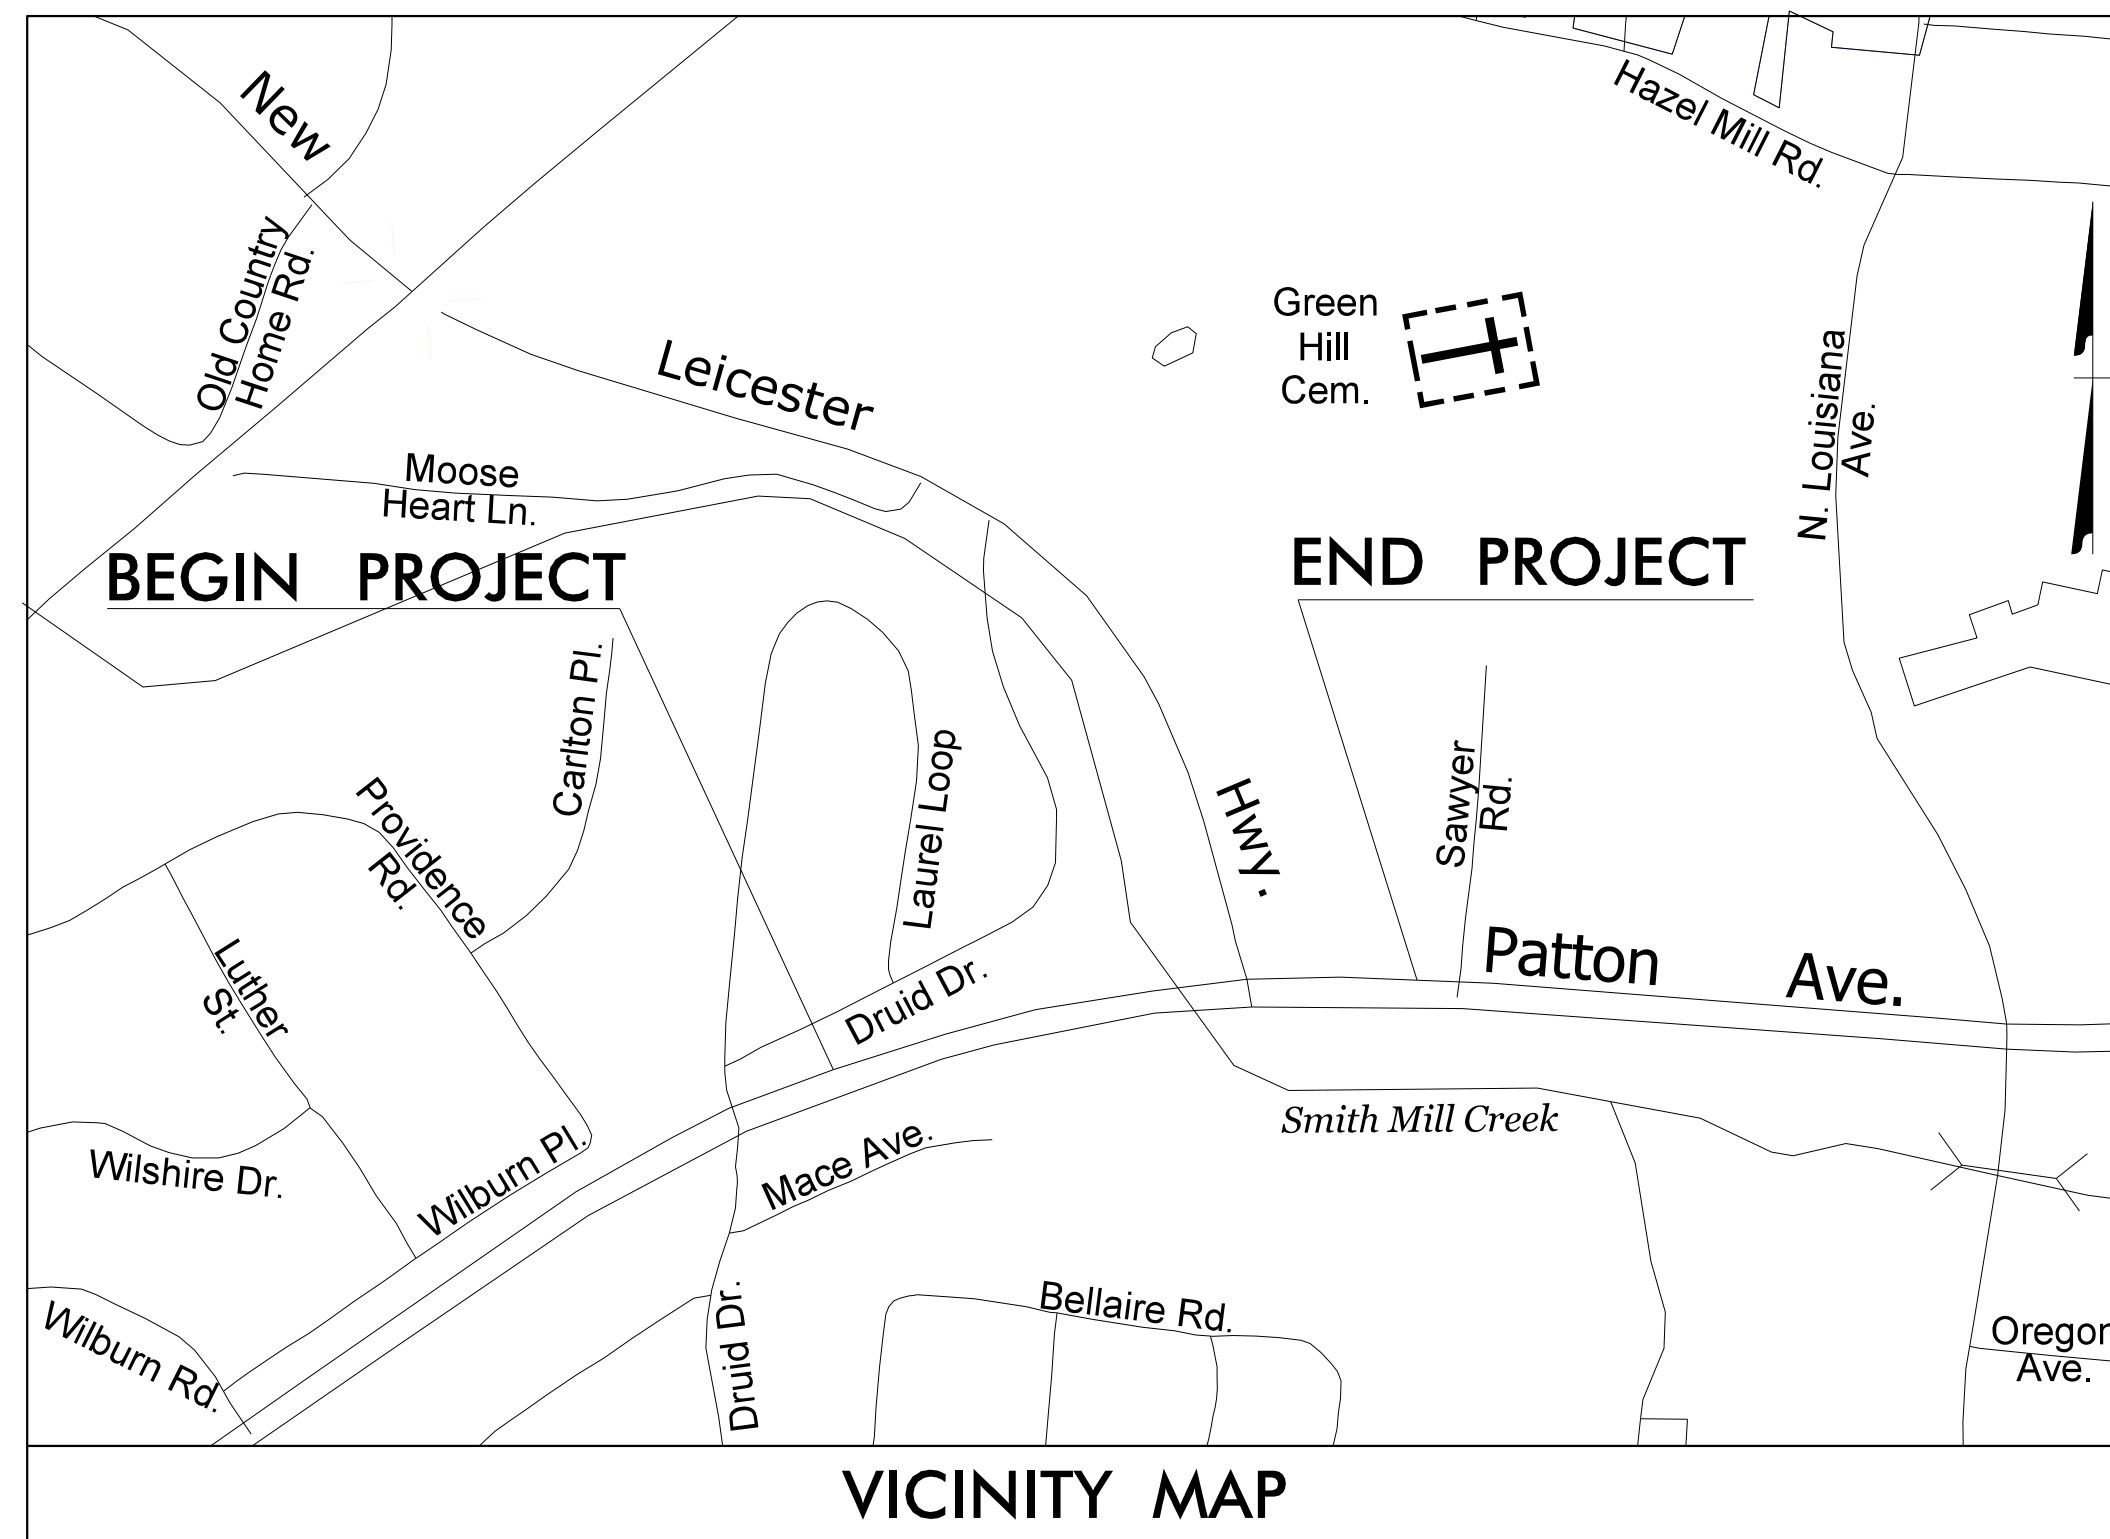 New
Hazel Mill Rd.
Old Country
Home Rd.
Leicester
Green
Hill
Cem.
N. Louisiana
Ave.
Moose
Heart Ln.
BEGIN PROJECT
END PROJECT
Carlton Pl.
Laurel Loop
Hwy.
Sawyer
Rd.
Providence
Rd.
Patton Ave.
Luther
St.
Druid Dr.
Smith Mill Creek
Wilshire Dr.
Wilburn Pl.
Mace Ave.
Druid Dr.
Bellaire Rd.
Wilburn Rd.
Oregon
Ave.
VICINITY MAP